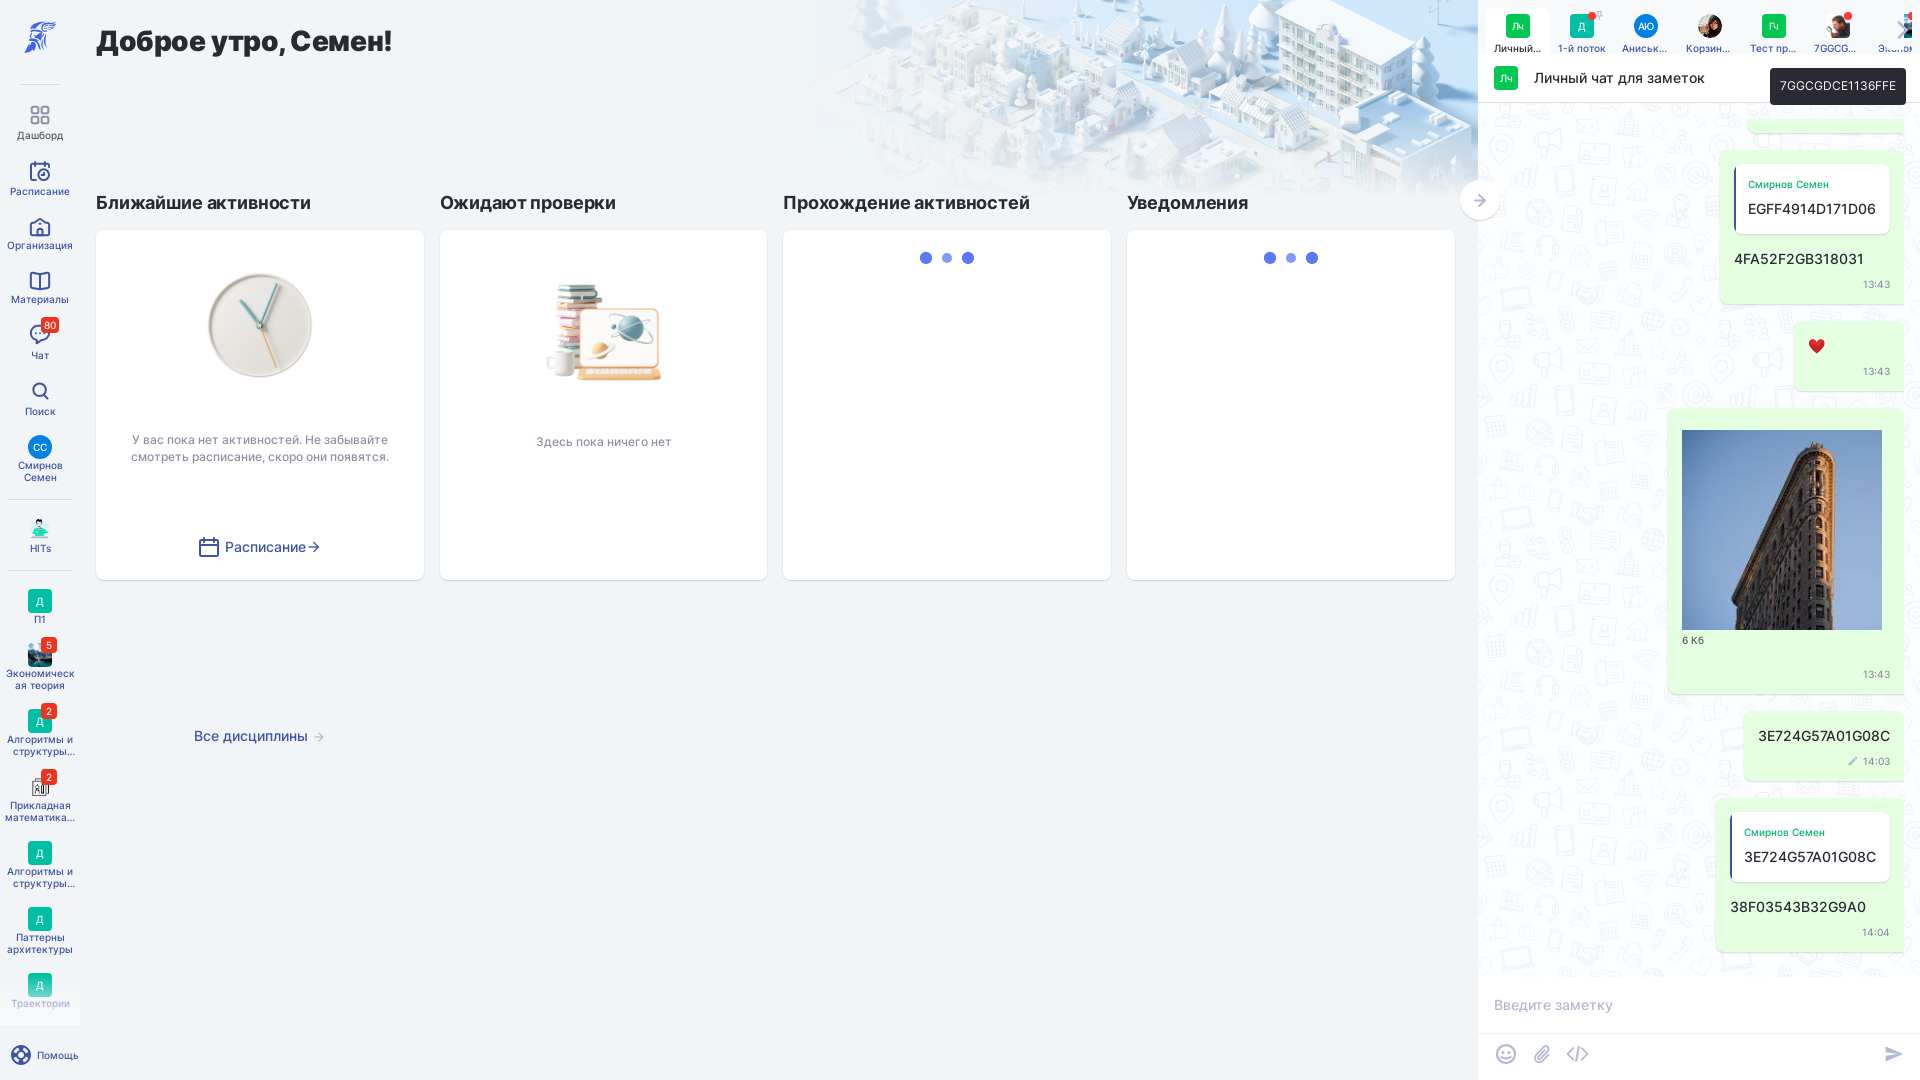 Доброе утро, Семен!
Дашборд
Расписание
Организация
Материалы
80
Чат
Поиск
СС
Смирнов
Семен
HITs
Д
П1
5
Экономическ
ая теория
2
Д
Алгоритмы и
структуры...
2
Прикладная
математика...
Д
Алгоритмы и
структуры...
Д
Паттерны
архитектуры
Д
Траектории
Помощь
Ближайшие активности
У вас пока нет активностей. Не забывайте
смотреть расписание, скоро они появятся.
Расписание
Ожидают проверки
Здесь пока ничего нет
Прохождение активностей
Уведомления
Все дисциплины
Лч
Личный...
Д
1-й поток
АЮ
Аниськ...
Корзин...
Гч
Тест пр...
7GGCG...
Лч
Личный чат для заметок
7GGCGDCE1136FFE
Смирнов Семен
EGFF4914D171D06
4FA52F2GB318031
13:43
13:43
6 Кб
13:43
3E724G57A01G08C
14:03
Смирнов Семен
3E724G57A01G08C
38F03543B32G9A0
14:04
Введите заметку